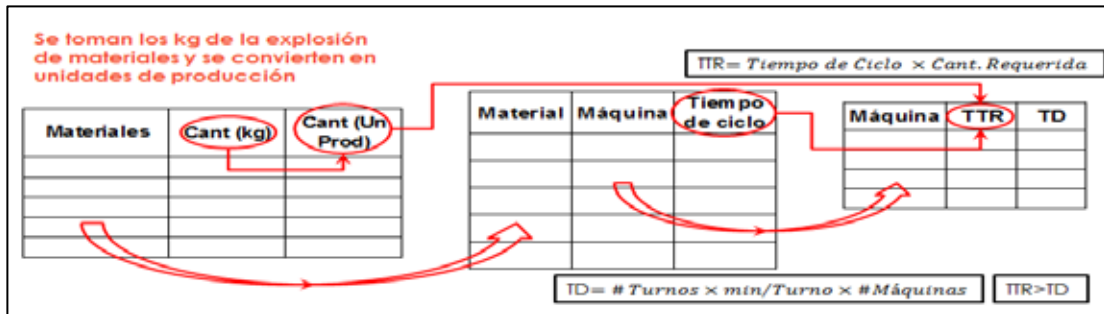 Se toman los kg de la explosión
de materiales y se convierten en
unidades de producción
TTR= Tiempo de Ciclo × Cant. Requerida
Materiales
Cant (kg)
Cant (Un
Prod)
Material
Máquina
Tiempo
de ciclo
Máquina
TTR
TD
TD= # Turnos × min/Turno × #Máquinas
TTR>TD